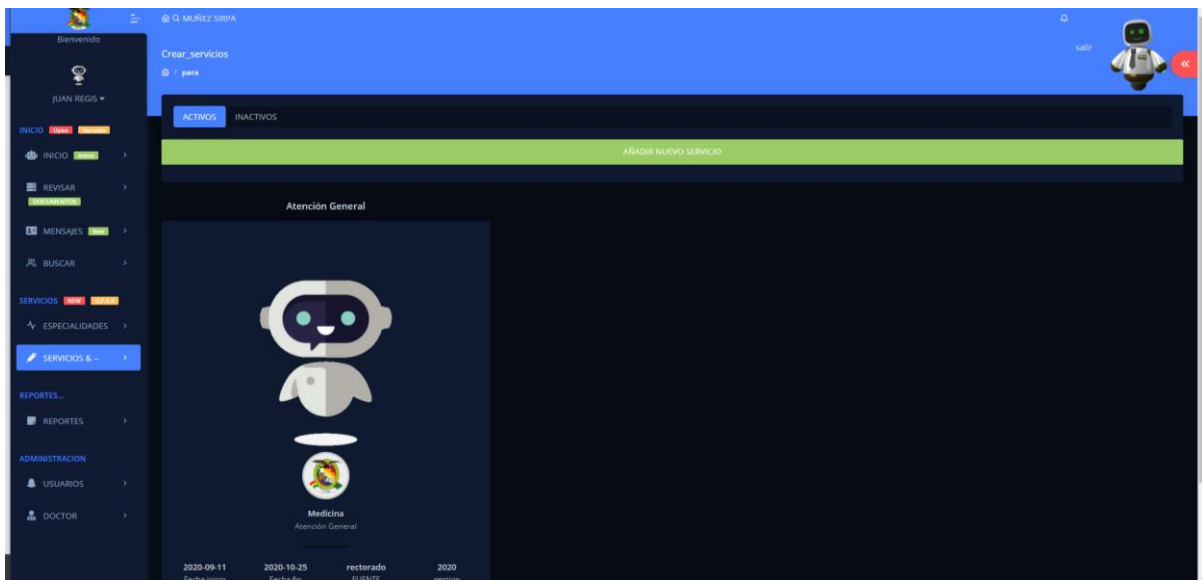 MUÑEZ SIRPA
Bienvenido
JUAN REGIS
Crear_servicios
/ para
salir
ACTIVOS INACTIVOS
AÑADIR NUEVO SERVICIO
INICIO Upea
INICIO Inicio
REVISAR
DOCUMENTOS
MENSAJES
BUSCAR
SERVICIOS NEW U.P.E.A
ESPECIALIDADES
SERVICIOS & --
REPORTES...
REPORTES
ADMINISTRACION
USUARIOS
DOCTOR
Atención General
Medicina
Atención General
2020-09-11 2020-10-25 rectorado 2020
Fecha inicio Fecha fin FUENTE gestion